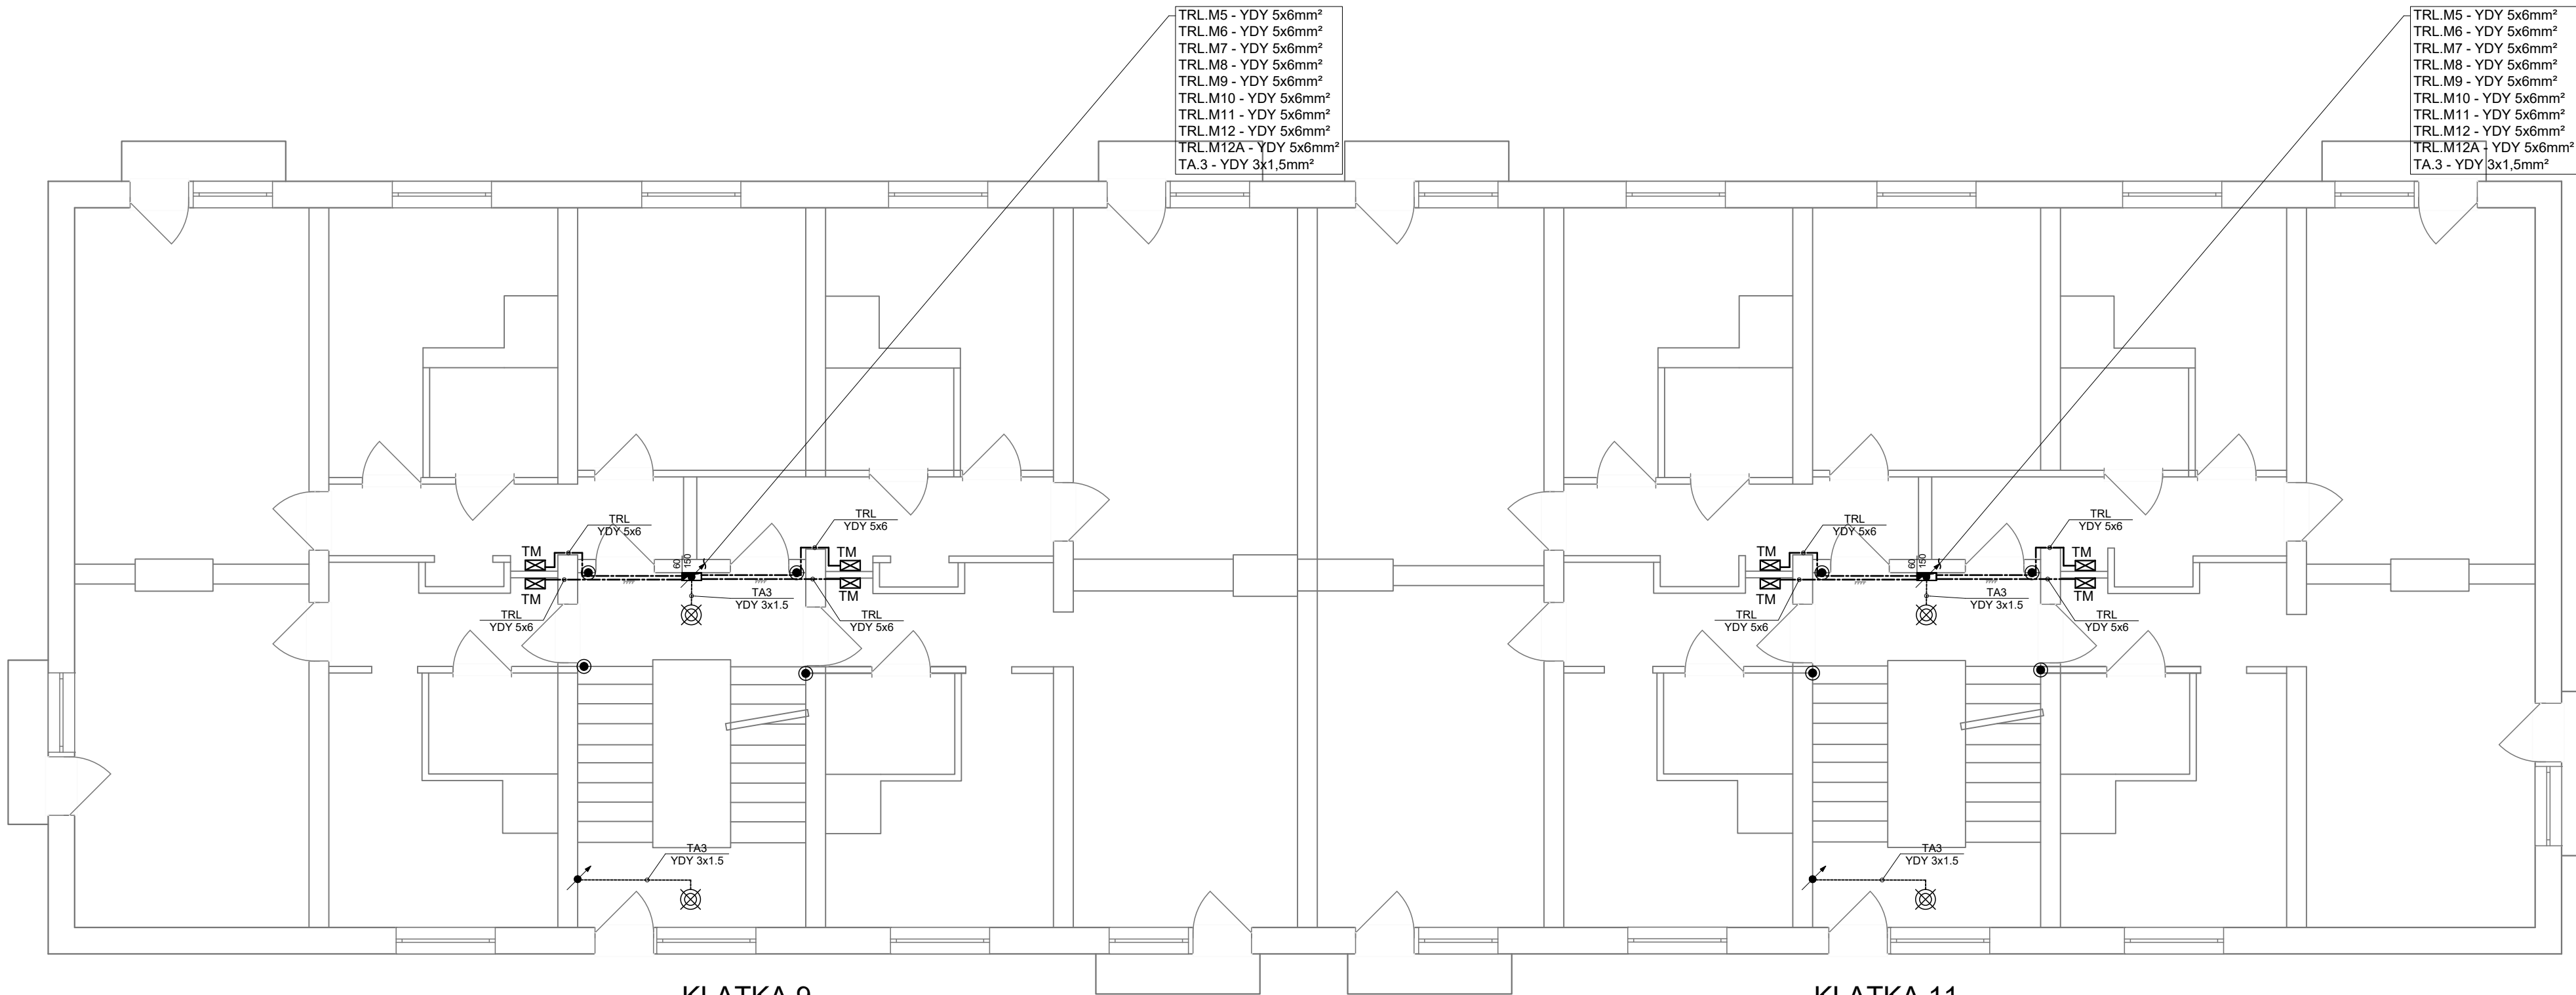 TRL.M5 - YDY 5x6mm²
TRL.M6 - YDY 5x6mm²
TRL.M7 - YDY 5x6mm²
TRL.M8 - YDY 5x6mm²
TRL.M9 - YDY 5x6mm²
TRL.M10 - YDY 5x6mm²
TRL.M11 - YDY 5x6mm²
TRL.M12 - YDY 5x6mm²
TRL.M12A - YDY 5x6mm²
TA.3 - YDY 3x1,5mm²
TRL.M5 - YDY 5x6mm²
TRL.M6 - YDY 5x6mm²
TRL.M7 - YDY 5x6mm²
TRL.M8 - YDY 5x6mm²
TRL.M9 - YDY 5x6mm²
TRL.M10 - YDY 5x6mm²
TRL.M11 - YDY 5x6mm²
TRL.M12 - YDY 5x6mm²
TRL.M12A - YDY 5x6mm²
TA.3 - YDY 3x1,5mm²
TRL
YDY 5x6
TRL
YDY 5x6
TM
TM
60
150
TM
TM
TA3
YDY 3x1.5
TRL
YDY 5x6
TRL
YDY 5x6
TA3
YDY 3x1.5
TRL
YDY 5x6
TRL
YDY 5x6
TM
TM
60
150
TM
TM
TA3
YDY 3x1.5
TRL
YDY 5x6
TRL
YDY 5x6
TA3
YDY 3x1.5
KLATKA 9
KLATKA 11